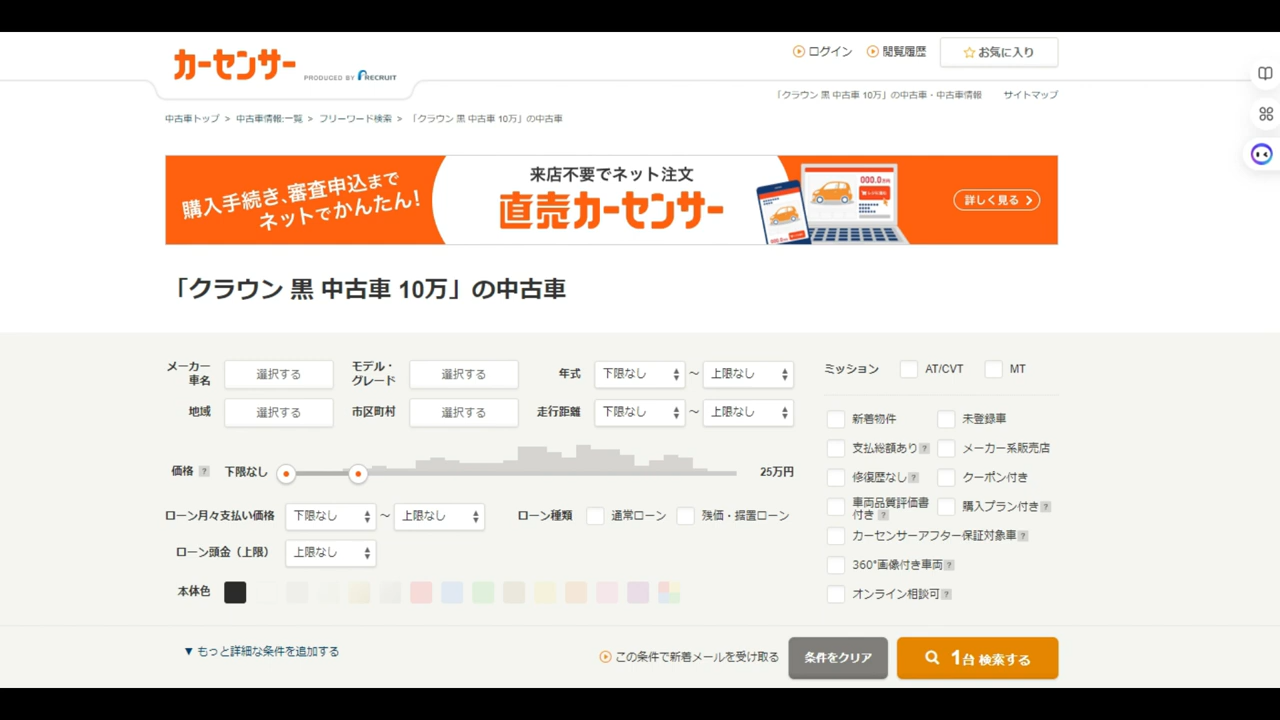 カーセンサー
PRODUCED BY RECRUIT
ログイン
閲覧履歴
お気に入り
「クラウン 黒 中古車 10万」の中古車・中古車情報
サイトマップ
中古車トップ > 中古車情報:一覧 > フリーワード検索 > 「クラウン 黒 中古車 10万」の中古車
購入手続き、審査申込まで
ネットでかんたん!
来店不要でネット注文
直売カーセンサー
000.0万円
詳しく見る
「クラウン 黒 中古車 10万」の中古車
メーカー
車名
選択する
モデル・
グレード
選択する
年式
下限なし
~
上限なし
地域
選択する
市区町村
選択する
走行距離
下限なし
~
上限なし
価格 ?
下限なし
25万円
ローン月々支払い価格
下限なし
~
上限なし
ローン種類
通常ローン
残価・据置ローン
ローン頭金(上限)
上限なし
本体色
ミッション
AT/CVT
MT
新着物件
未登録車
支払総額あり ?
メーカー系販売店
修復歴なし ?
クーポン付き
車両品質評価書
付き ?
購入プラン付き ?
カーセンサーアフター保証対象車 ?
360°画像付き車両 ?
オンライン相談可 ?
▼ もっと詳細な条件を追加する
この条件で新着メールを受け取る
条件をクリア
1台 検索する